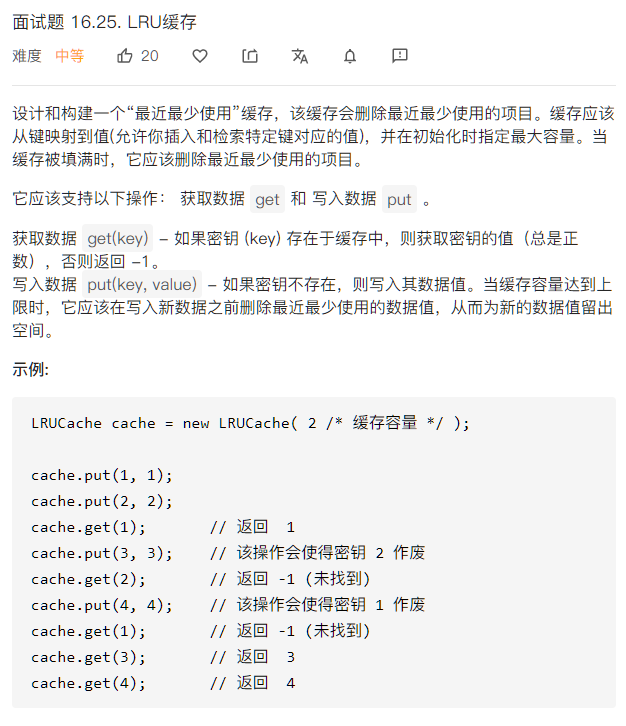 面试题 16.25. LRU缓存
难度 中等 20
设计和构建一个“最近最少使用”缓存，该缓存会删除最近最少使用的项目。缓存应该
从键映射到值(允许你插入和检索特定键对应的值)，并在初始化时指定最大容量。当
缓存被填满时，它应该删除最近最少使用的项目。
它应该支持以下操作： 获取数据 get 和 写入数据 put 。
获取数据 get(key) - 如果密钥 (key) 存在于缓存中，则获取密钥的值（总是正
数），否则返回 -1。
写入数据 put(key, value) - 如果密钥不存在，则写入其数据值。当缓存容量达到上
限时，它应该在写入新数据之前删除最近最少使用的数据值，从而为新的数据值留出
空间。
示例:
LRUCache cache = new LRUCache( 2 /* 缓存容量 */ );
cache.put(1, 1);
cache.put(2, 2);
cache.get(1);       // 返回  1
cache.put(3, 3);    // 该操作会使得密钥 2 作废
cache.get(2);       // 返回 -1 (未找到)
cache.put(4, 4);    // 该操作会使得密钥 1 作废
cache.get(1);       // 返回 -1 (未找到)
cache.get(3);       // 返回  3
cache.get(4);       // 返回  4